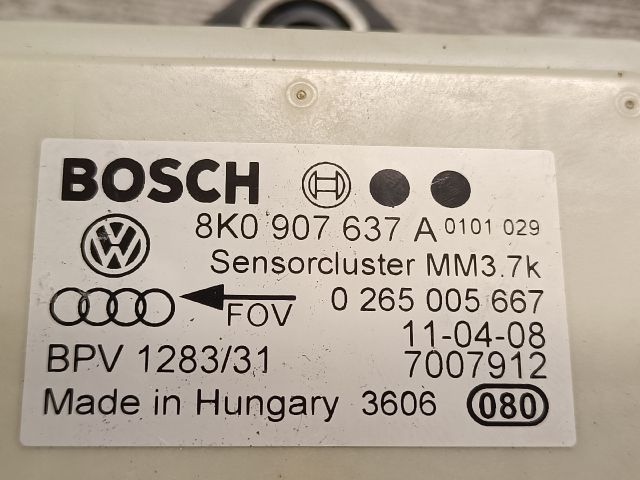 BOSCH
8K0 907 637 A 0101 029
Sensorcluster MM3.7k
FOV 0 265 005 667
11-04-08
BPV 1283/31 7007912
Made in Hungary 3606 080